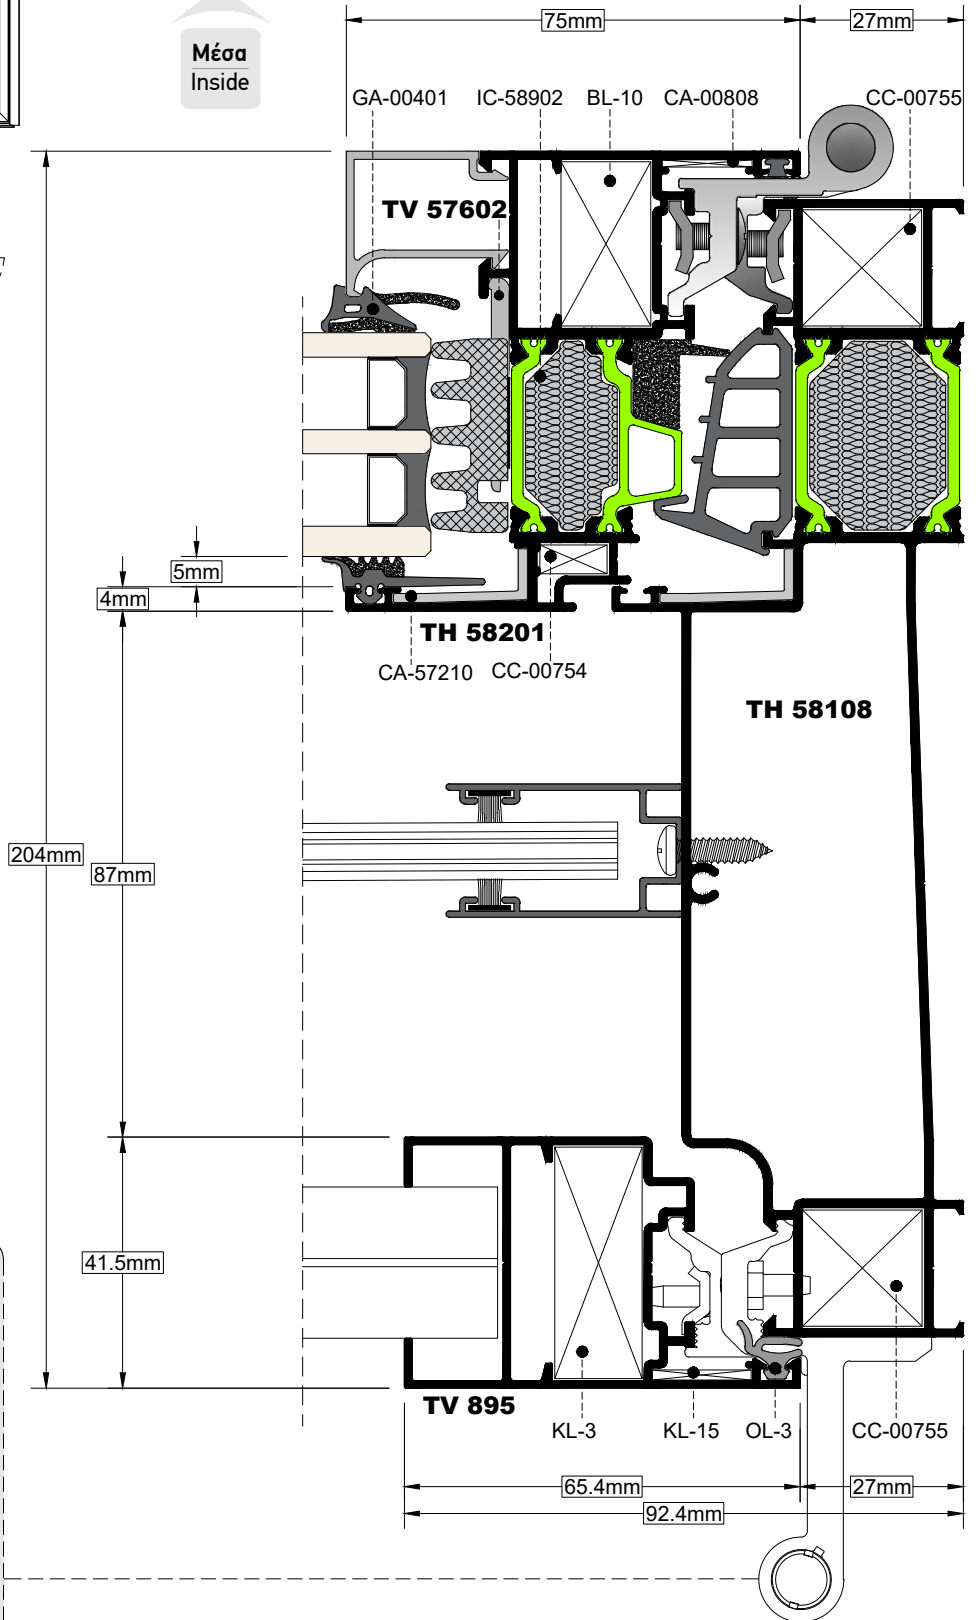 75mm
27mm
Μέσα
Inside
GA-00401
IC-58902
BL-10
CA-00808
CC-00755
TV 57602
5mm
4mm
TH 58201
CA-57210
CC-00754
TH 58108
204mm
87mm
41.5mm
TV 895
KL-3
KL-15
OL-3
CC-00755
65.4mm
27mm
92.4mm